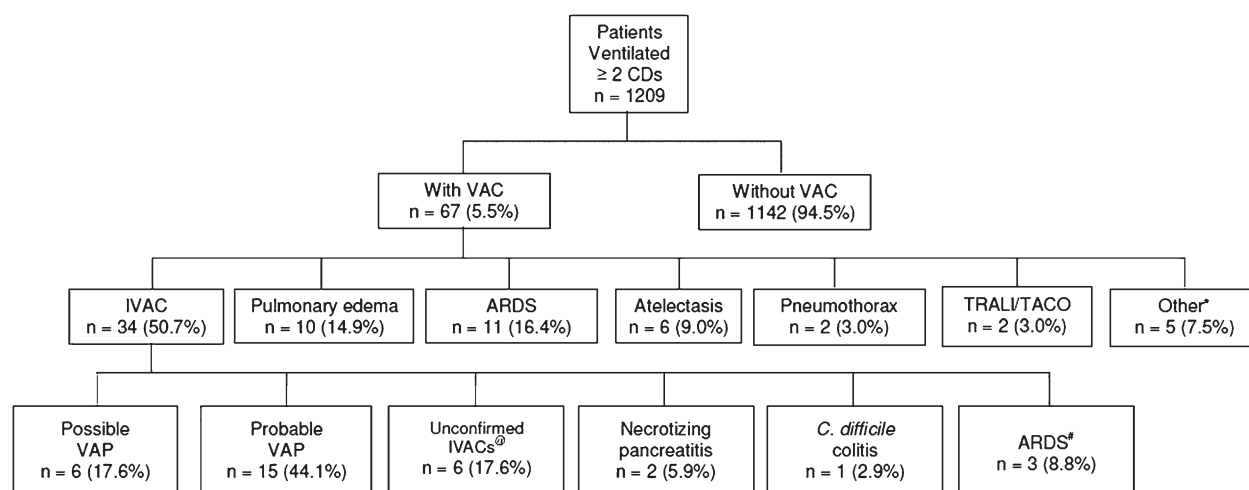 Patients
Ventilated
≥ 2 CDs
n = 1209
With VAC
n = 67 (5.5%)
Without VAC
n = 1142 (94.5%)
IVAC
n = 34 (50.7%)
Pulmonary edema
n = 10 (14.9%)
ARDS
n = 11 (16.4%)
Atelectasis
n = 6 (9.0%)
Pneumothorax
n = 2 (3.0%)
TRALI/TACO
n = 2 (3.0%)
Other*
n = 5 (7.5%)
Possible
VAP
n = 6 (17.6%)
Probable
VAP
n = 15 (44.1%)
Unconfirmed
IVACs@
n = 6 (17.6%)
Necrotizing
pancreatitis
n = 2 (5.9%)
C. difficile
colitis
n = 1 (2.9%)
ARDS#
n = 3 (8.8%)